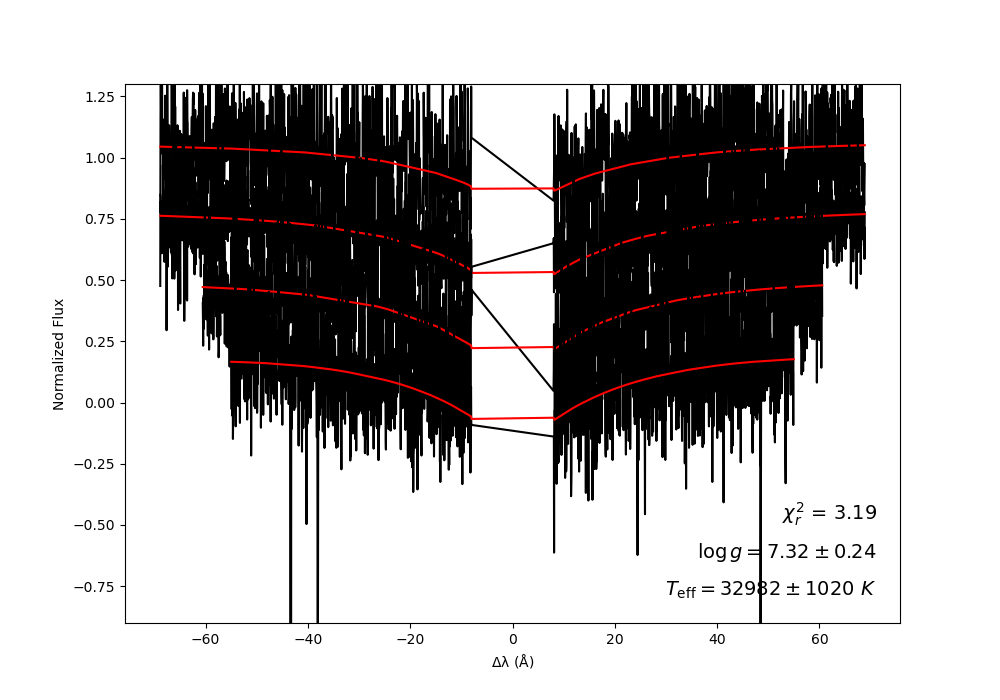 1.25
1.00
0.75
0.50
0.25
0.00
−0.25
−0.50
−0.75
Normalized Flux
χ²ᵣ = 3.19
log g = 7.32 ± 0.24
T_eff = 32982 ± 1020 K
−60 −40 −20 0 20 40 60
Δλ (Å)